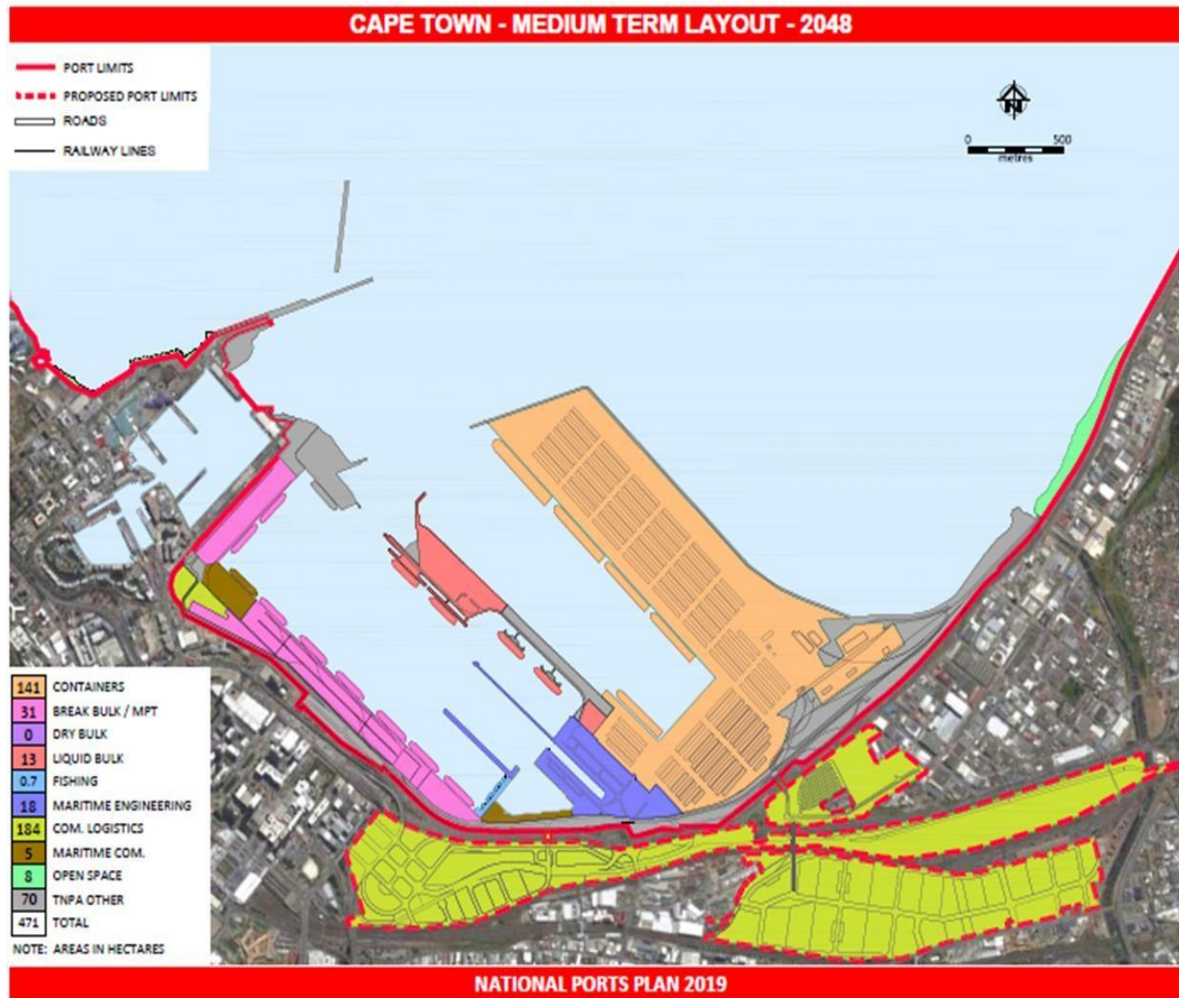 CAPE TOWN - MEDIUM TERM LAYOUT - 2048
PORT LIMITS
PROPOSED PORT LIMITS
ROADS
RAILWAY LINES
N
0 500
metres
141 CONTAINERS
31 BREAK BULK / MPT
0 DRY BULK
13 LIQUID BULK
0.7 FISHING
18 MARITIME ENGINEERING
184 COM. LOGISTICS
5 MARITIME COM.
8 OPEN SPACE
70 TNPA OTHER
471 TOTAL
NOTE: AREAS IN HECTARES
NATIONAL PORTS PLAN 2019